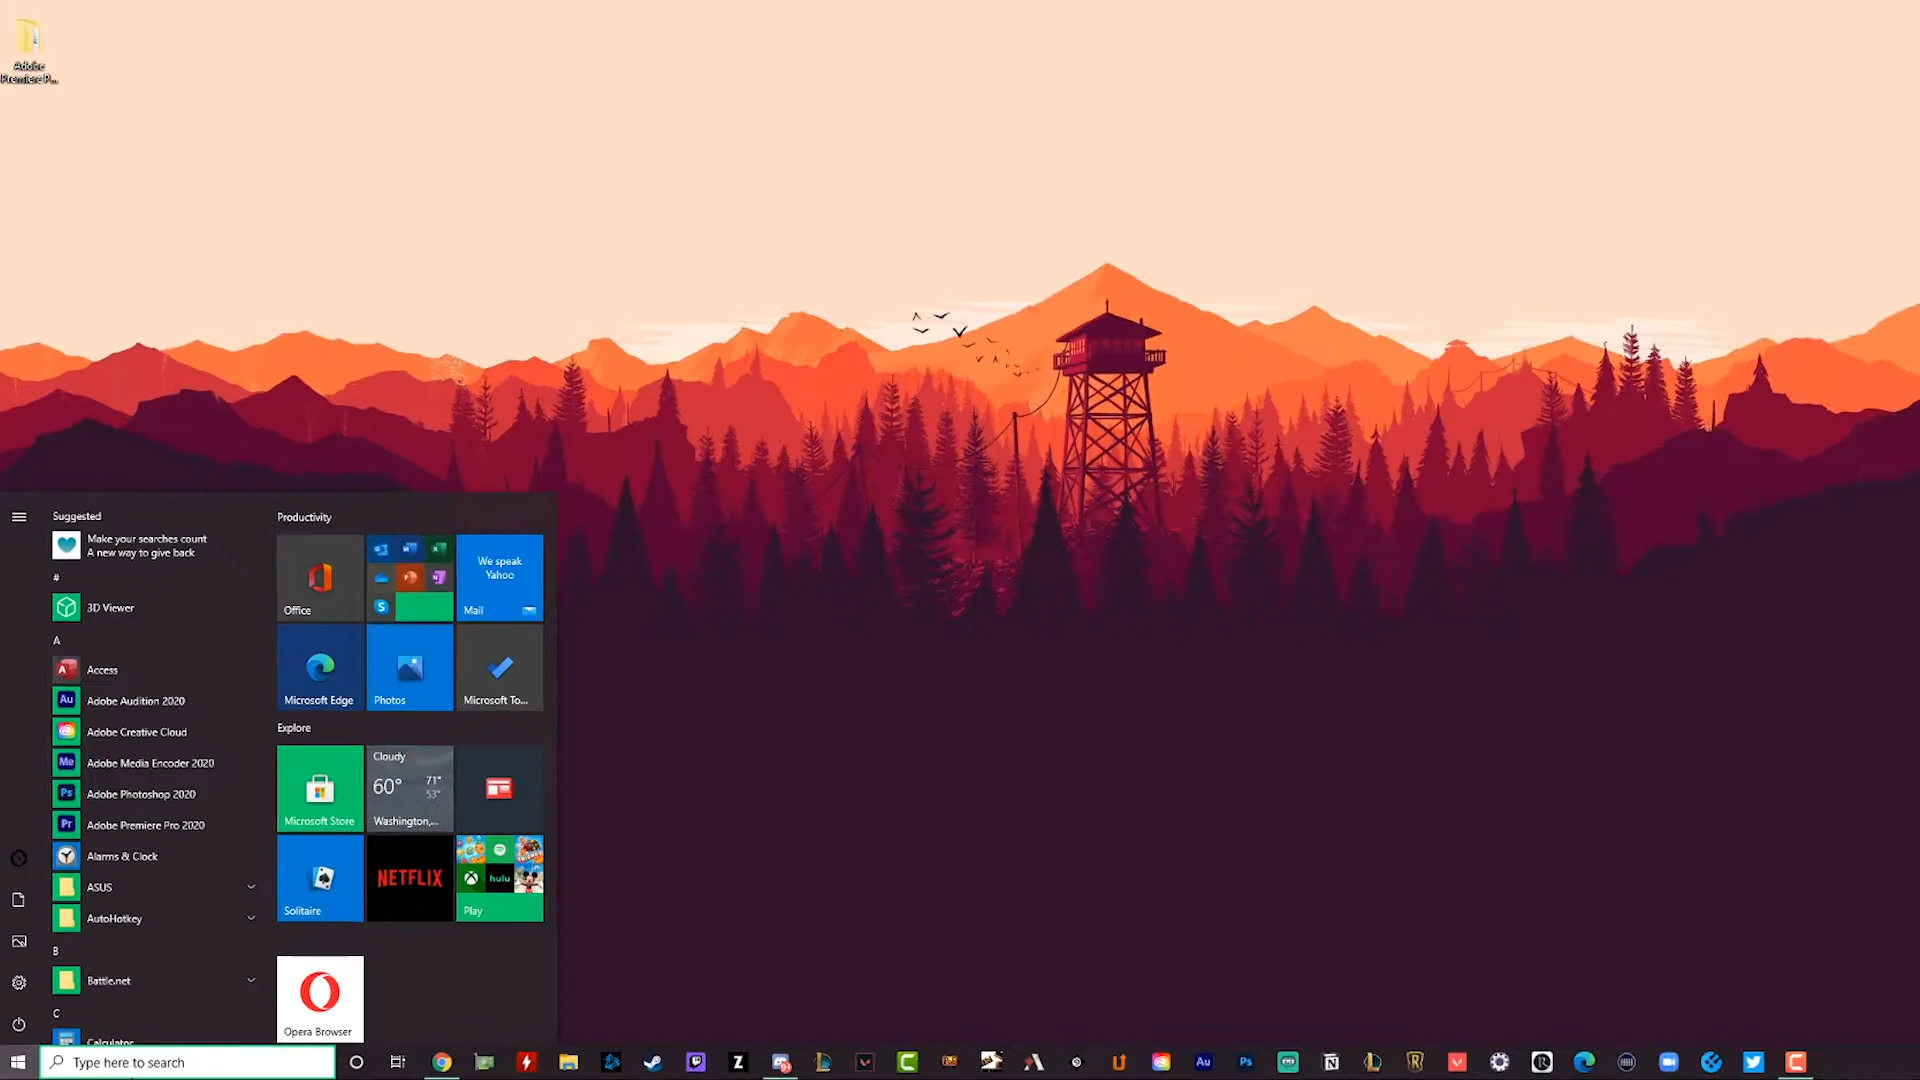 Adobe
Premiere P...
Suggested
Make your searches count
A new way to give back
#
3D Viewer
A
Access
Adobe Audition 2020
Adobe Creative Cloud
Adobe Media Encoder 2020
Adobe Photoshop 2020
Adobe Premiere Pro 2020
Alarms & Clock
ASUS
AutoHotkey
B
Battle.net
C
Calculator
Productivity
Office
We speak
Yahoo
Mail
Microsoft Edge
Photos
Microsoft To...
Explore
Microsoft Store
Cloudy
60°
71°
53°
Washington,...
Solitaire
NETFLIX
hulu
Play
Opera Browser
Type here to search